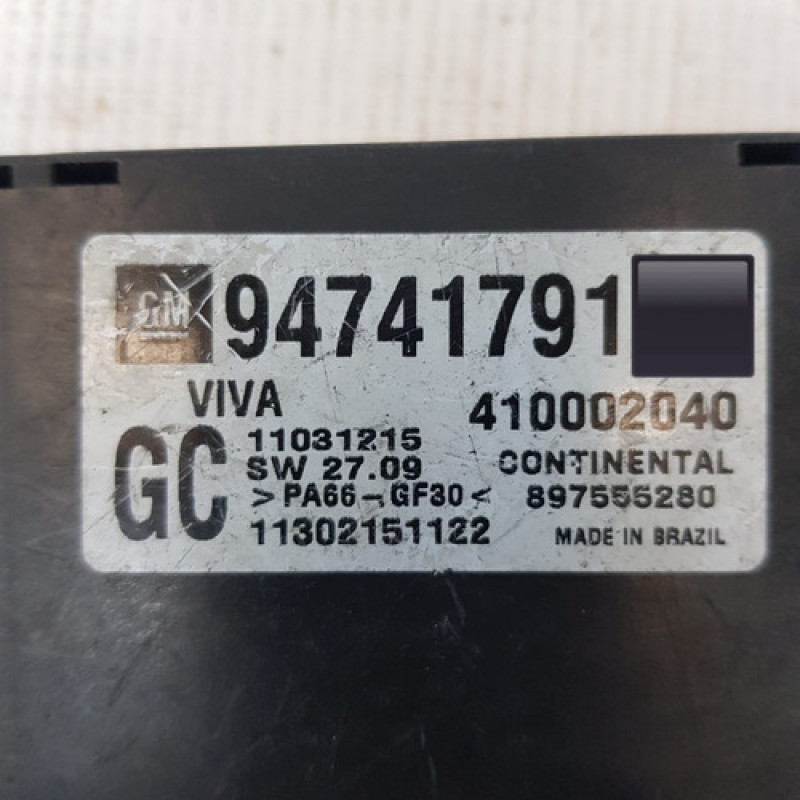 GM 94741791
VIVA 410002040
GC 11031215
SW 27.09 CONTINENTAL
>PA66-GF30< 897555280
11302151122 MADE IN BRAZIL